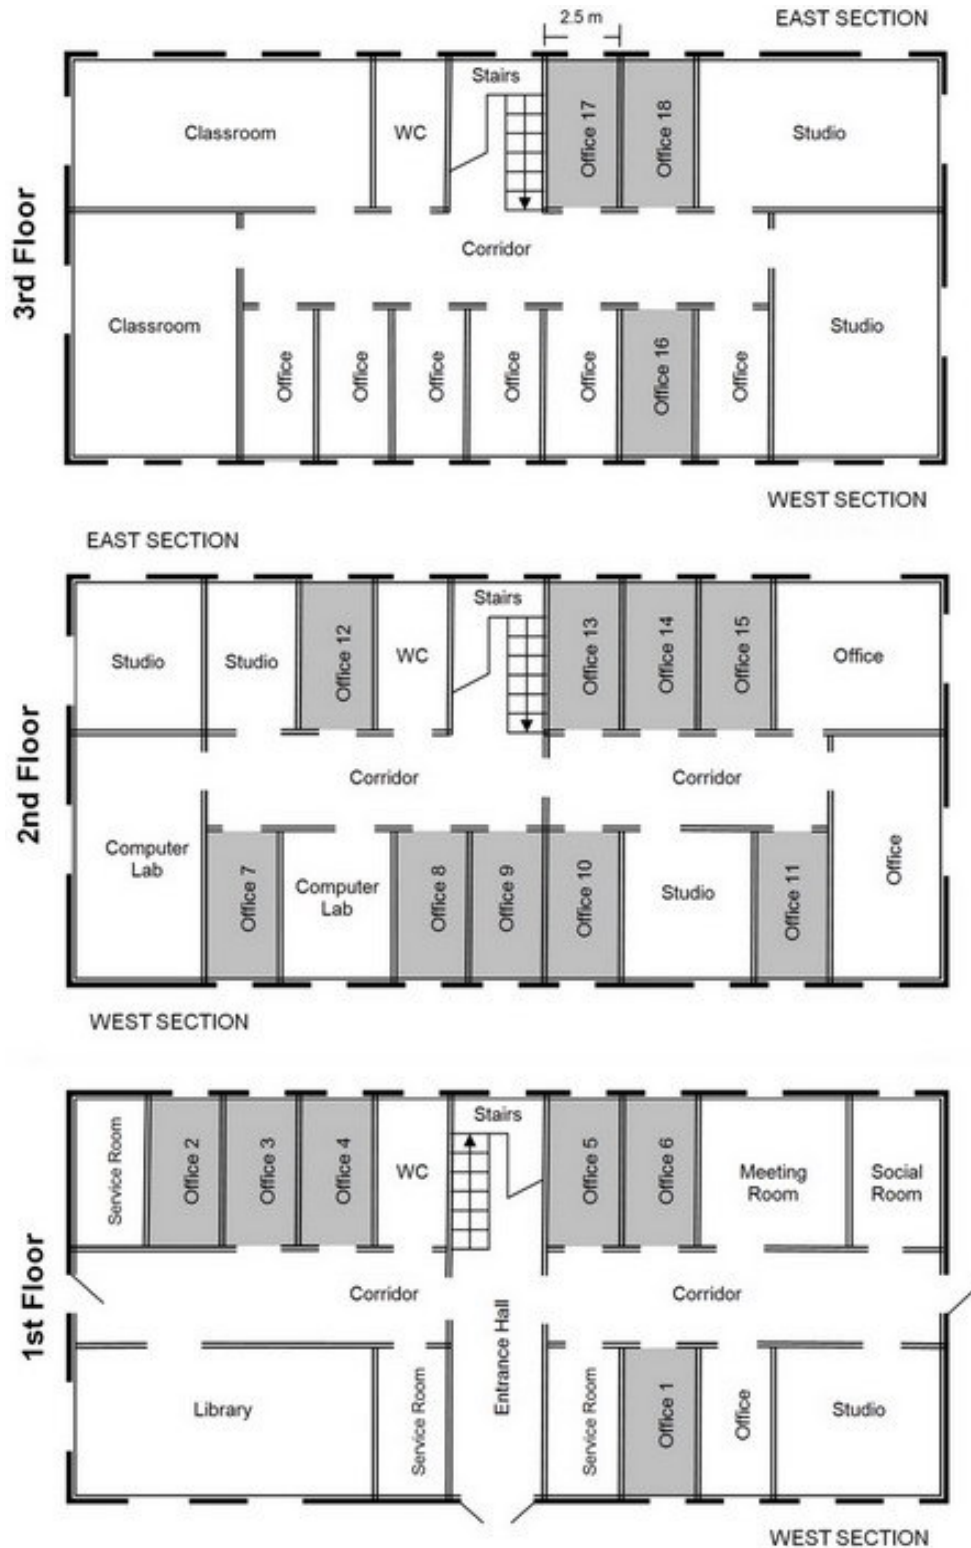 2.5 m
EAST SECTION
3rd Floor
Classroom
WC
Stairs
Office 17
Office 18
Studio
Corridor
Classroom
Office
Office
Office
Office
Office
Office 16
Office
Studio
WEST SECTION
EAST SECTION
2nd Floor
Studio
Studio
Office 12
WC
Stairs
Office 13
Office 14
Office 15
Office
Corridor
Corridor
Computer
Lab
Office 7
Computer
Lab
Office 8
Office 9
Office 10
Studio
Office 11
Office
WEST SECTION
1st Floor
Service Room
Office 2
Office 3
Office 4
WC
Stairs
Office 5
Office 6
Meeting
Room
Social
Room
Corridor
Corridor
Library
Service Room
Entrance Hall
Service Room
Office 1
Office
Studio
WEST SECTION